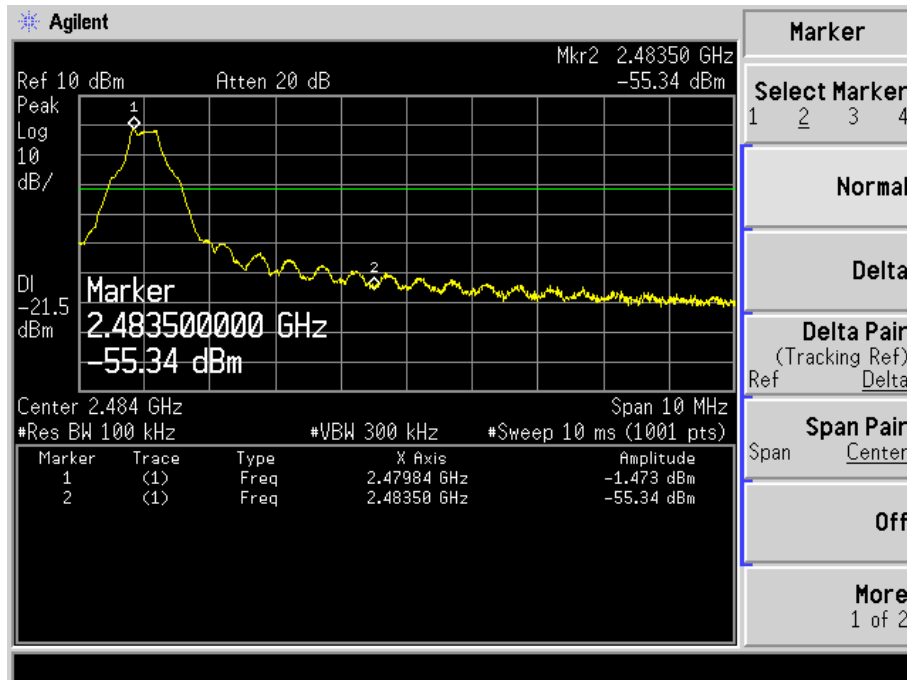 Agilent
Marker
Mkr2 2.48350 GHz
Ref 10 dBm Atten 20 dB -55.34 dBm
Peak
Log
10
dB/
1
2
DI
-21.5
dBm
Marker
2.483500000 GHz
-55.34 dBm
Center 2.484 GHz Span 10 MHz
#Res BW 100 kHz #VBW 300 kHz #Sweep 10 ms (1001 pts)
Marker Trace Type X Axis Amplitude
1 (1) Freq 2.47984 GHz -1.473 dBm
2 (1) Freq 2.48350 GHz -55.34 dBm
Select Marker
1 2 3 4
Normal
Delta
Delta Pair
(Tracking Ref)
Ref Delta
Span Pair
Span Center
Off
More
1 of 2